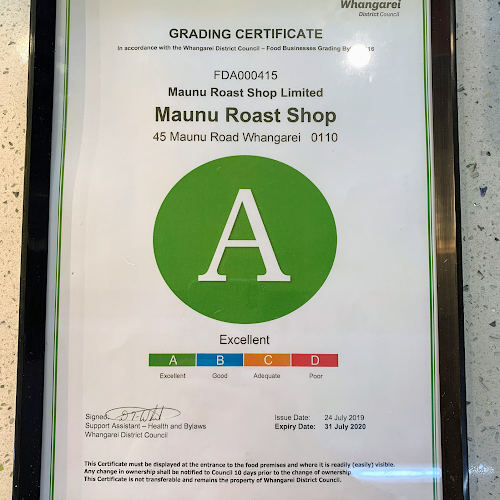 Whangarei
District Council
GRADING CERTIFICATE
In accordance with the Whangarei District Council – Food Businesses Grading 16
FDA000415
Maunu Roast Shop Limited
Maunu Roast Shop
45 Maunu Road Whangarei 0110
A
Excellent
A B C D
Excellent Good Adequate Poor
Signed:
Support Assistant – Health and Bylaws
Whangarei District Council
Issue Date: 24 July 2019
Expiry Date: 31 July 2020
This Certificate must be displayed at the entrance to the food premises and where it is readily (easily) visible.
Any change in ownership shall be notified to Council 10 days prior to the change of ownership
This Certificate is not transferable and remains the property of Whangarei District Council.